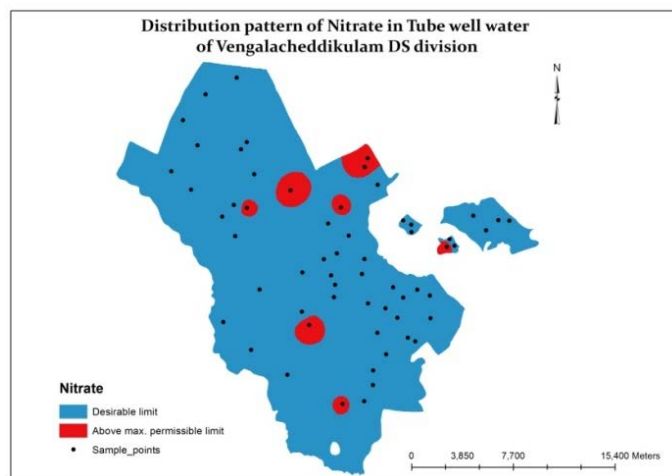 Distribution pattern of Nitrate in Tube well water
of Vengalacheddikulam DS division
N
Nitrate
Desirable limit
Above max. permissible limit
Sample_points
0 3,850 7,700 15,400 Meters